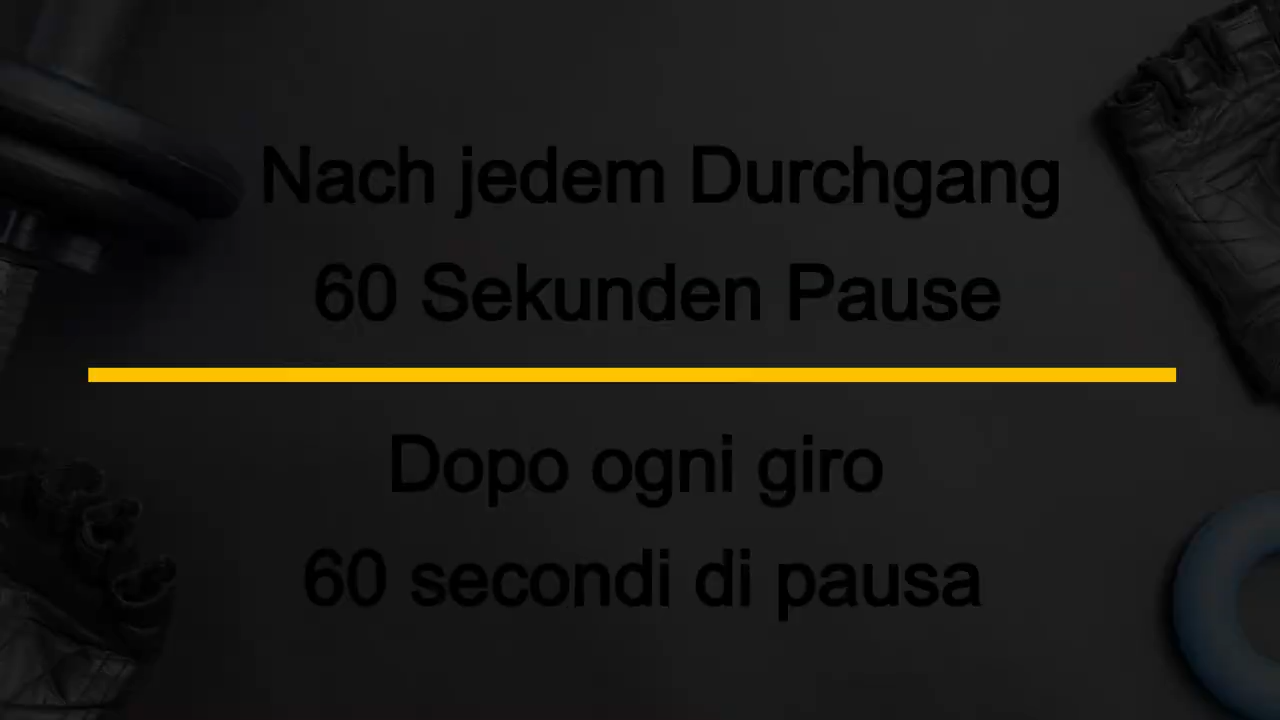 Nach jedem Durchgang
60 Sekunden Pause
Dopo ogni giro
60 secondi di pausa